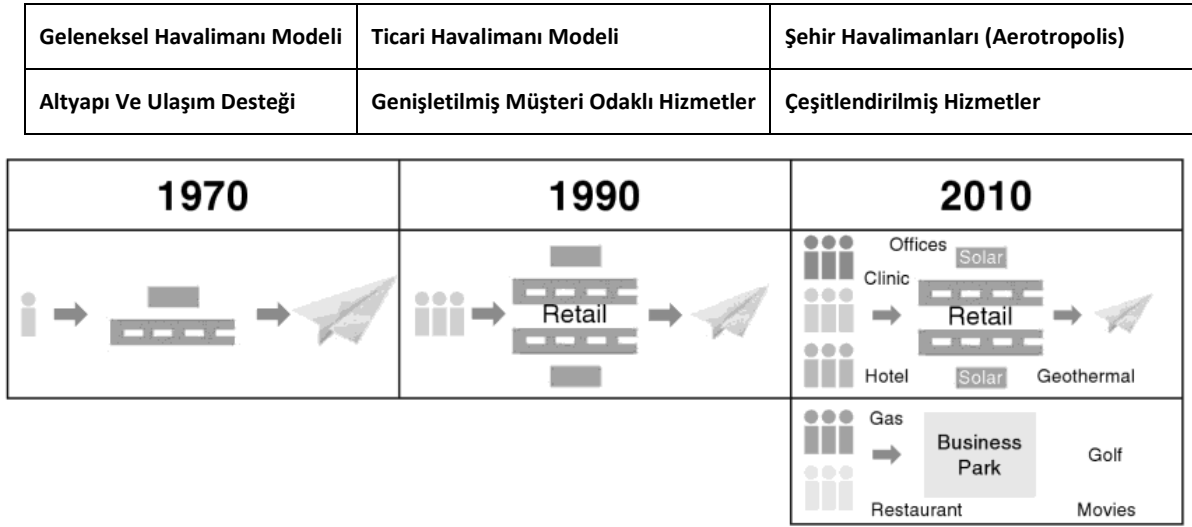 Geleneksel Havalimanı Modeli
Ticari Havalimanı Modeli
Şehir Havalimanları (Aerotropolis)
Altyapı Ve Ulaşım Desteği
Genişletilmiş Müşteri Odaklı Hizmetler
Çeşitlendirilmiş Hizmetler
1970
1990
2010
Retail
Offices
Solar
Clinic
Retail
Hotel
Solar
Geothermal
Gas
Business
Park
Golf
Restaurant
Movies